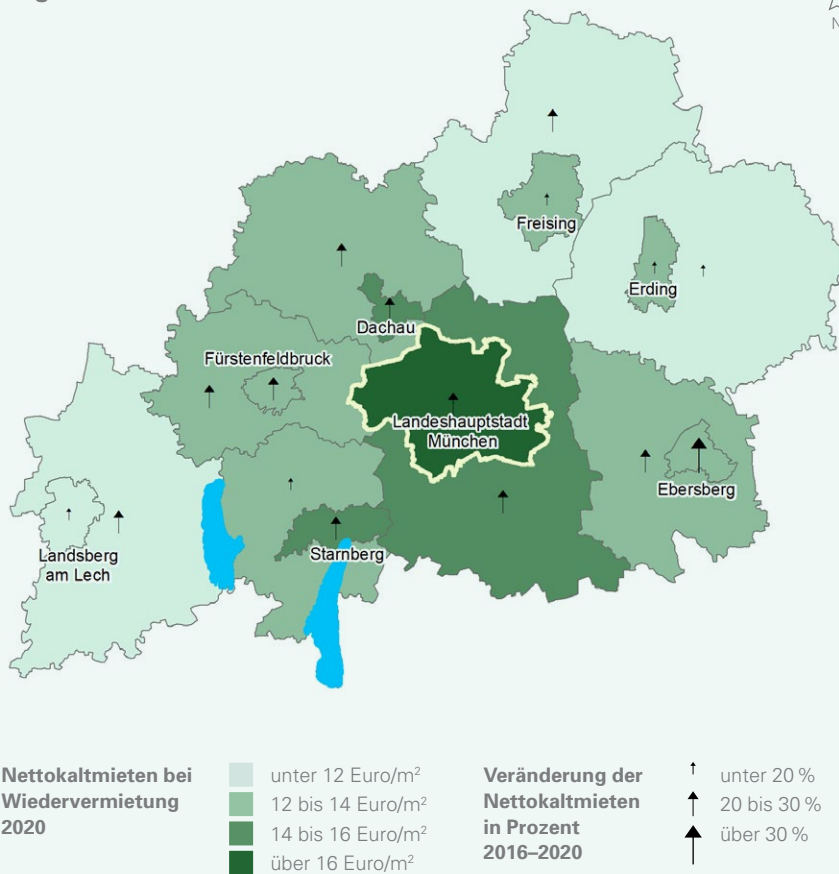 N
Freising
Erding
Dachau
Fürstenfeldbruck
Landeshauptstadt
München
Ebersberg
Landsberg
am Lech
Starnberg
Nettokaltmieten bei
Wiedervermietung
2020
unter 12 Euro/m²
12 bis 14 Euro/m²
14 bis 16 Euro/m²
über 16 Euro/m²
Veränderung der
Nettokaltmieten
in Prozent
2016–2020
unter 20 %
20 bis 30 %
über 30 %